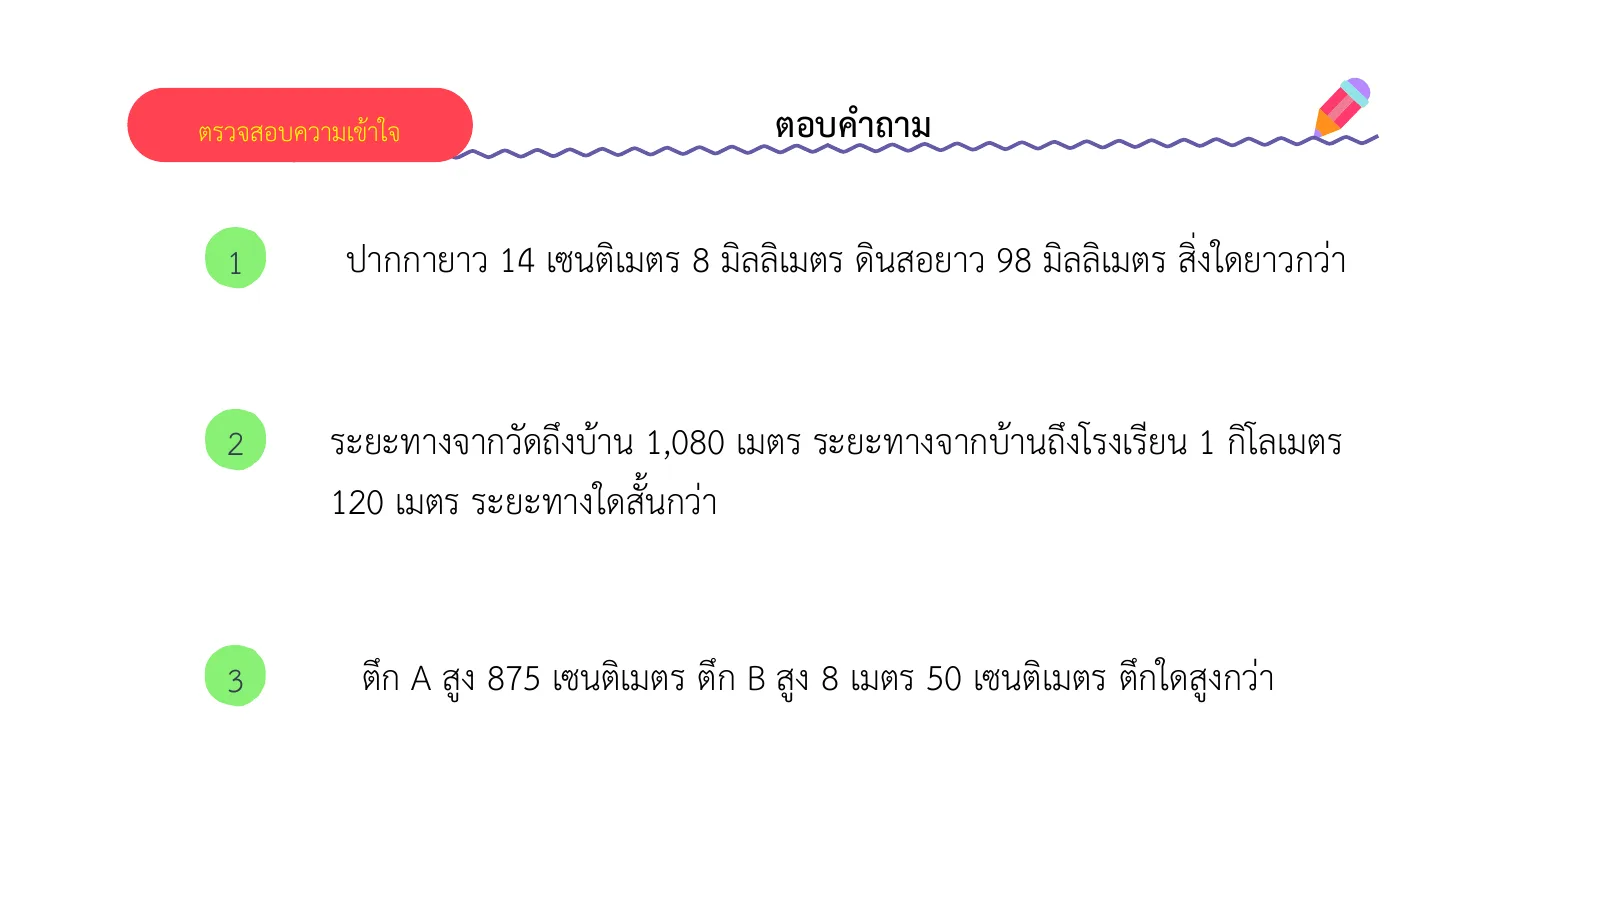 ตรวจสอบความเข้าใจ
ตอบคำถาม
1
ปากกายาว 14 เซนติเมตร 8 มิลลิเมตร ดินสอยาว 98 มิลลิเมตร สิ่งใดยาวกว่า
2
ระยะทางจากวัดถึงบ้าน 1,080 เมตร ระยะทางจากบ้านถึงโรงเรียน 1 กิโลเมตร
120 เมตร ระยะทางใดสั้นกว่า
3
ตึก A สูง 875 เซนติเมตร ตึก B สูง 8 เมตร 50 เซนติเมตร ตึกใดสูงกว่า